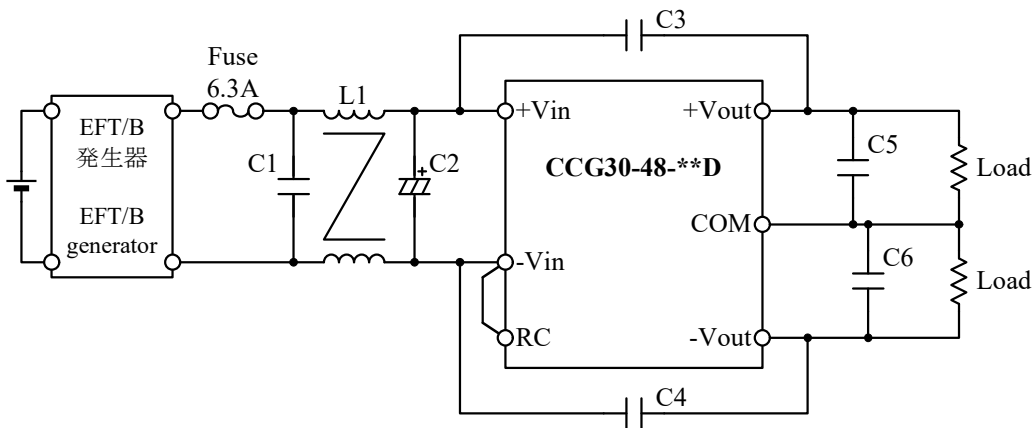 C3
Fuse
6.3A
L1
EFT/B
発生器
EFT/B
generator
C1
+
C2
+Vin
+Vout
CCG30-48-**D
COM
-Vin
RC
-Vout
C5
Load
C6
Load
C4